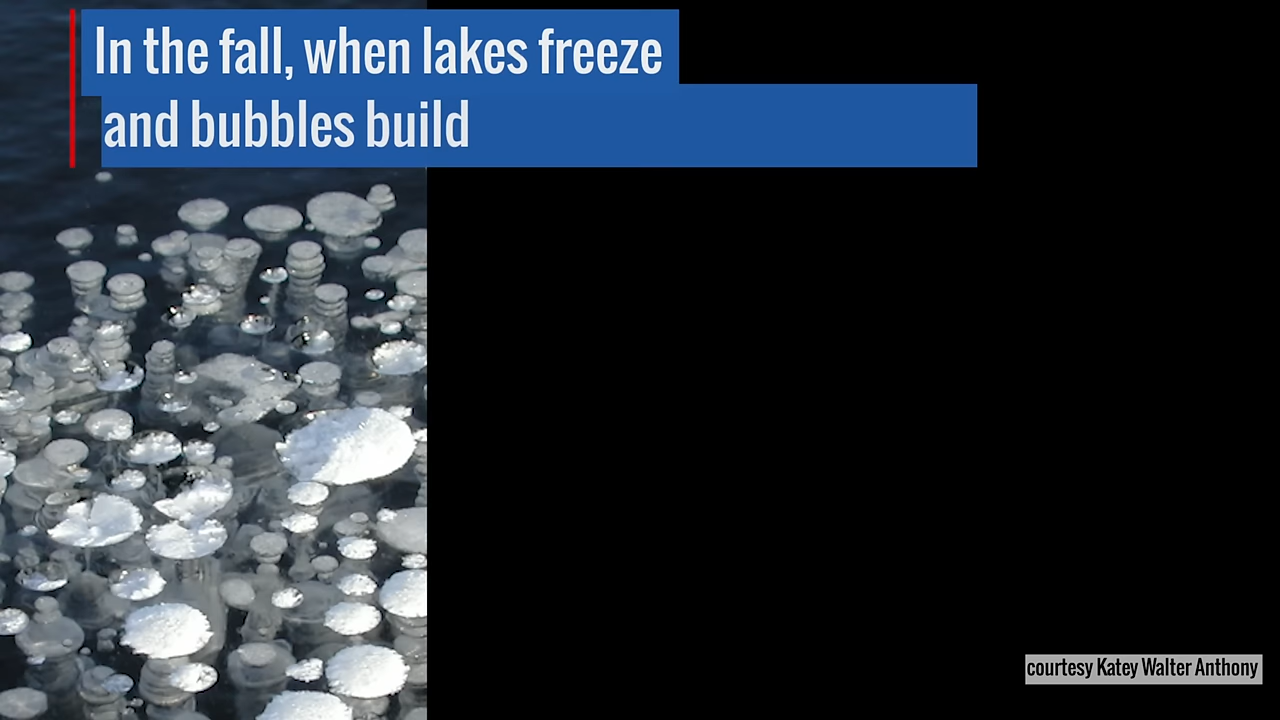 In the fall, when lakes freeze
and bubbles build
courtesy Katey Walter Anthony